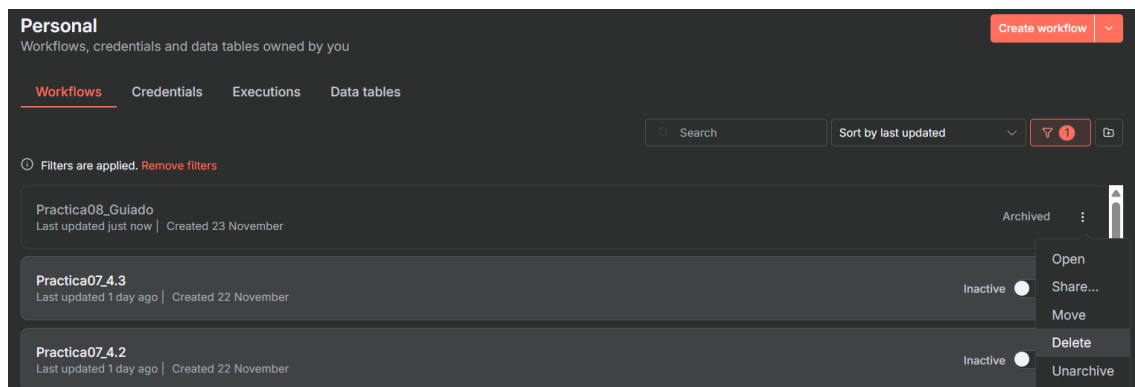 Personal
Create workflow
Workflows, credentials and data tables owned by you
Workflows Credentials Executions Data tables
Search
Sort by last updated
1
Filters are applied. Remove filters
Practica08_Guiado
Last updated just now | Created 23 November
Archived
Open
Share...
Move
Delete
Unarchive
Practica07_4.3
Last updated 1 day ago | Created 22 November
Inactive
Practica07_4.2
Last updated 1 day ago | Created 22 November
Inactive